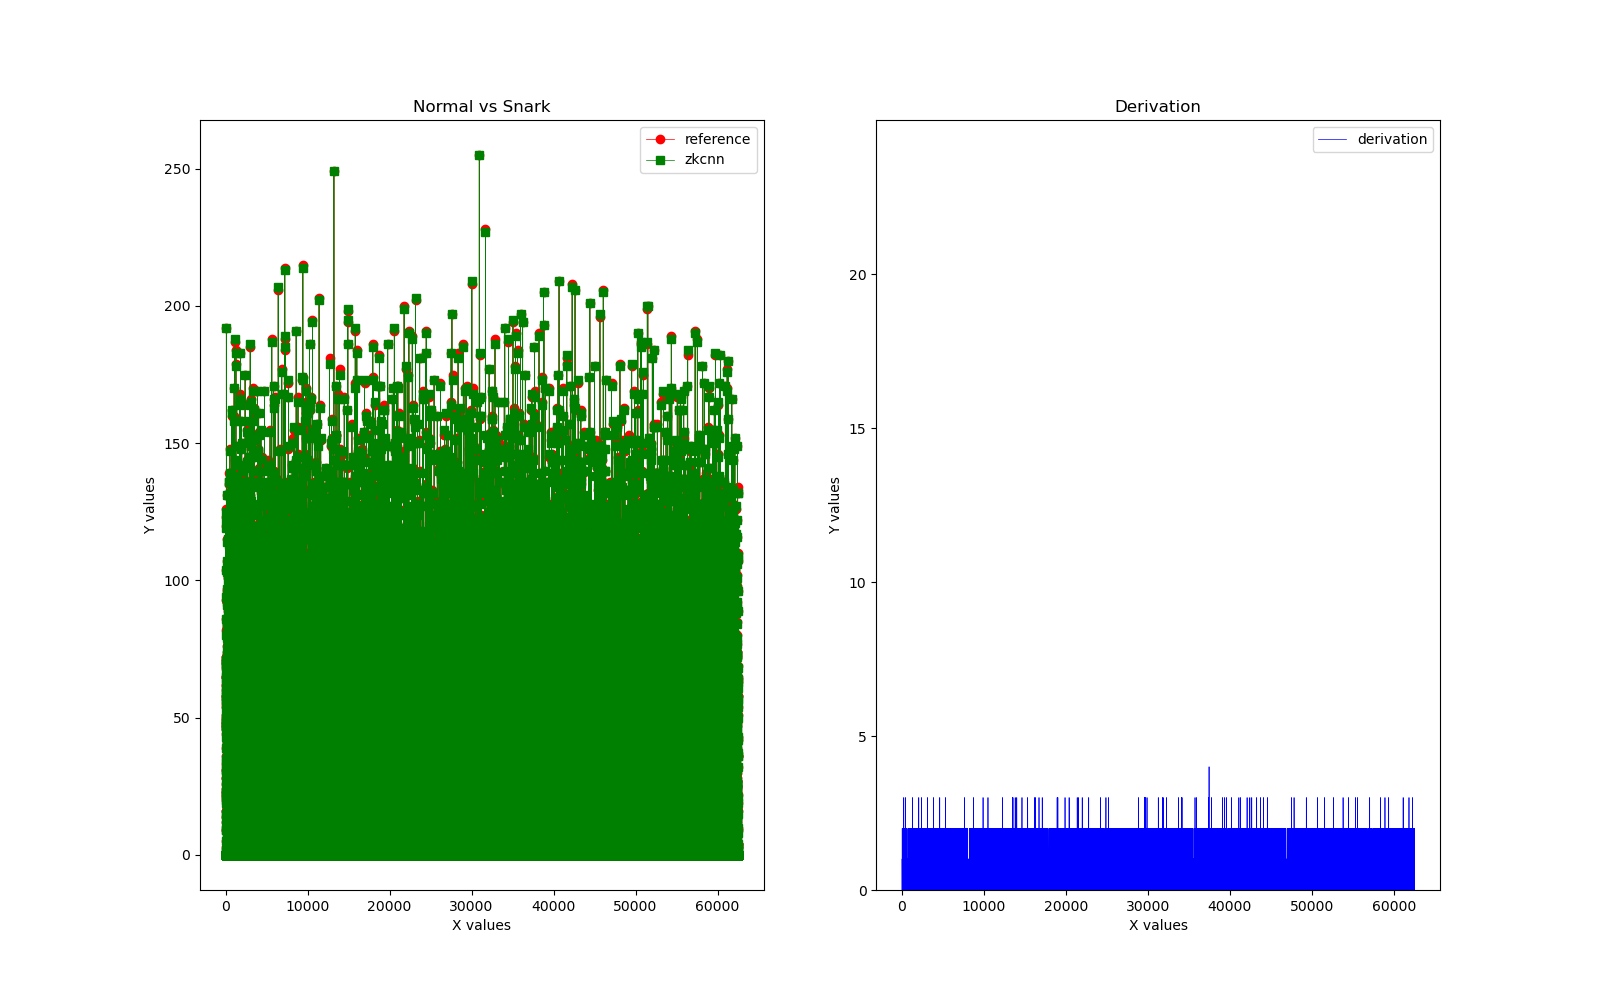 Normal vs Snark
reference
zkcnn
250
200
150
100
50
0
Y values
0 10000 20000 30000 40000 50000 60000
X values
Derivation
derivation
20
15
10
5
0
Y values
0 10000 20000 30000 40000 50000 60000
X values